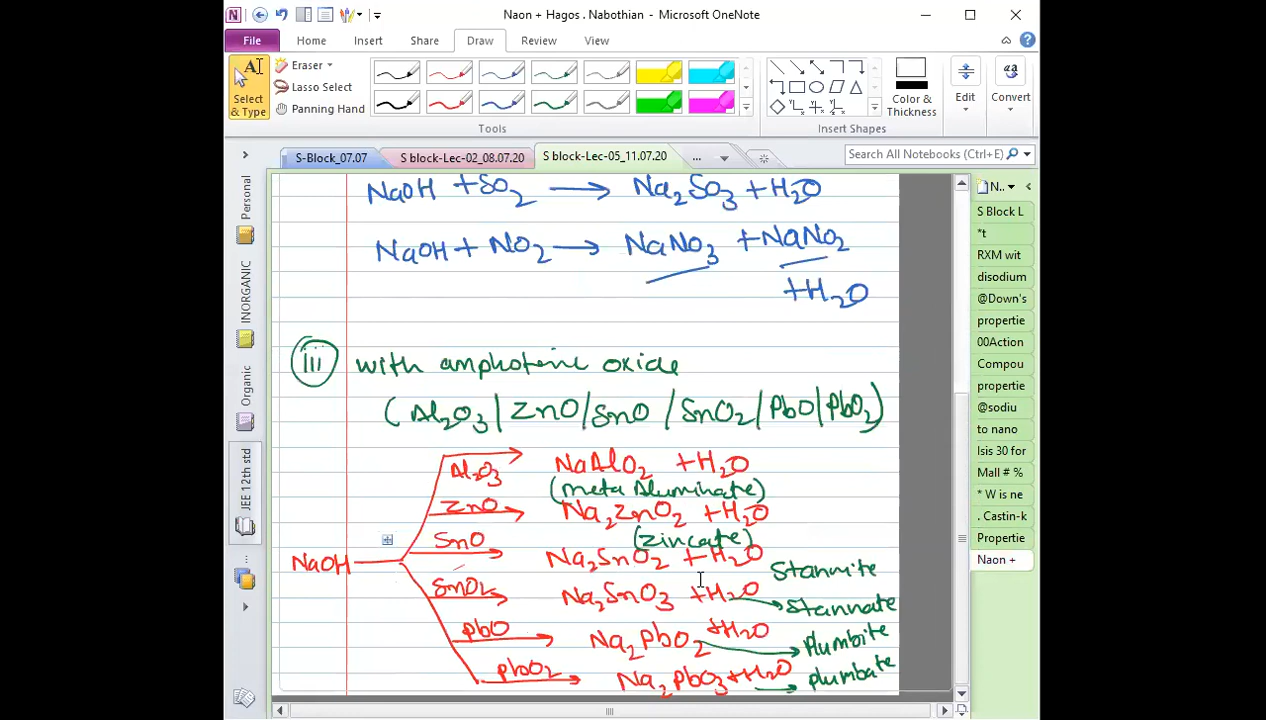 Naon + Hagos . Nabothian - Microsoft OneNote
File Home Insert Share Draw Review View
Select & Type
Eraser
Lasso Select
Panning Hand
Color & Thickness
Edit
Convert
Tools
Insert Shapes
S-Block_07.07
S block-Lec-02_08.07.20
S block-Lec-05_11.07.20
...
Search All Notebooks (Ctrl+E)
N..
Personal
INORGANIC
Organic
JEE 12th std
S Block L
*t
RXM wit
disodium
@Down's
propertie
00Action
Compou
propertie
@sodiu
to nano
Isis 30 for
Mall # %
* W is ne
. Castin-k
Propertie
Naon +
NaOH + SO2 → Na2SO3 + H2O
NaOH + NO2 → NaNO3 + NaNO2
+H2O
iii with amphoteric oxide
(Al2O3 | ZnO / SnO / SnO2 / PbO | PbO2)
NaOH
Al2O3 → NaAlO2 + H2O
(meta Aluminate)
ZnO → Na2ZnO2 + H2O
(zincate)
SnO → Na2SnO2 + H2O Stannite
SnO2 → Na2SnO3 + H2O → Stannate
PbO → Na2PbO2 + H2O → Plumbite
PbO2 → Na2PbO3 + H2O → plumbate